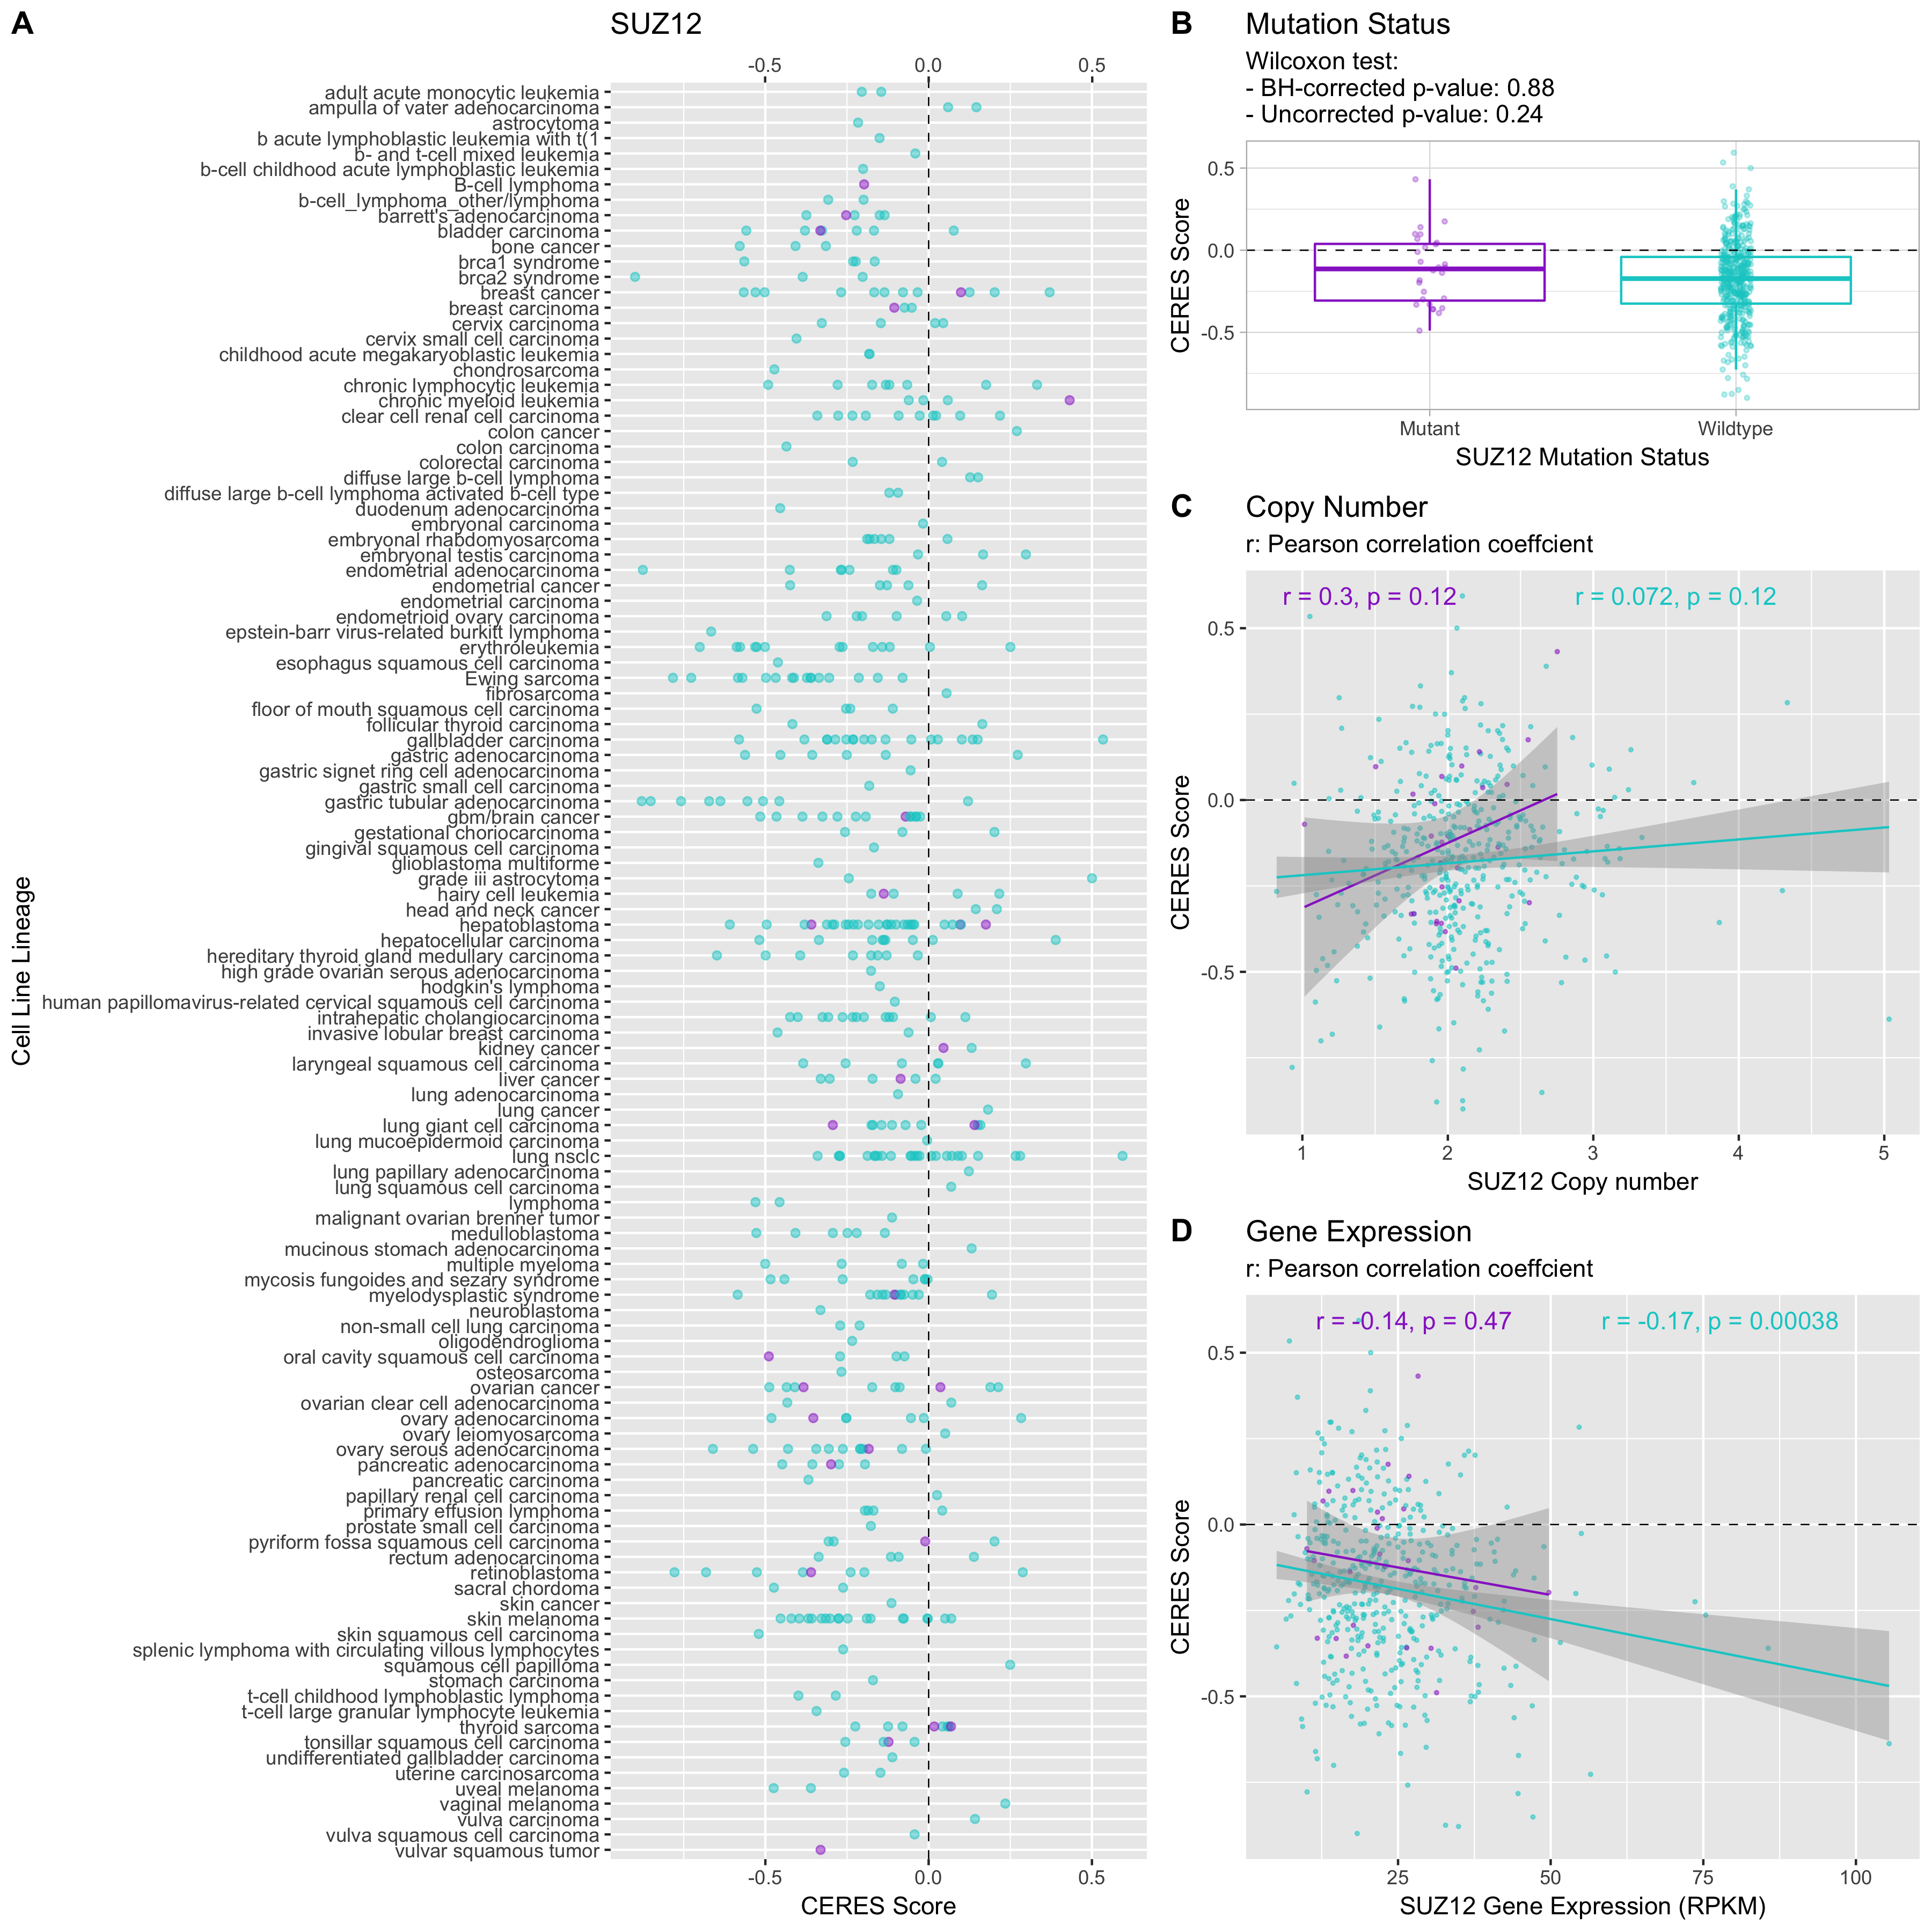 A
SUZ12
-0.5 0.0 0.5
adult acute monocytic leukemia
ampulla of vater adenocarcinoma
astrocytoma
b acute lymphoblastic leukemia with t(1
b- and t-cell mixed leukemia
b-cell childhood acute lymphoblastic leukemia
B-cell lymphoma
b-cell_lymphoma_other/lymphoma
barrett's adenocarcinoma
bladder carcinoma
bone cancer
brca1 syndrome
brca2 syndrome
breast cancer
breast carcinoma
cervix carcinoma
cervix small cell carcinoma
childhood acute megakaryoblastic leukemia
chondrosarcoma
chronic lymphocytic leukemia
chronic myeloid leukemia
clear cell renal cell carcinoma
colon cancer
colon carcinoma
colorectal carcinoma
diffuse large b-cell lymphoma
diffuse large b-cell lymphoma activated b-cell type
duodenum adenocarcinoma
embryonal carcinoma
embryonal rhabdomyosarcoma
embryonal testis carcinoma
endometrial adenocarcinoma
endometrial cancer
endometrial carcinoma
endometrioid ovary carcinoma
epstein-barr virus-related burkitt lymphoma
erythroleukemia
esophagus squamous cell carcinoma
Ewing sarcoma
fibrosarcoma
floor of mouth squamous cell carcinoma
follicular thyroid carcinoma
gallbladder carcinoma
gastric adenocarcinoma
gastric signet ring cell adenocarcinoma
gastric small cell carcinoma
gastric tubular adenocarcinoma
gbm/brain cancer
gestational choriocarcinoma
gingival squamous cell carcinoma
glioblastoma multiforme
grade iii astrocytoma
hairy cell leukemia
head and neck cancer
hepatoblastoma
hepatocellular carcinoma
hereditary thyroid gland medullary carcinoma
high grade ovarian serous adenocarcinoma
hodgkin's lymphoma
human papillomavirus-related cervical squamous cell carcinoma
intrahepatic cholangiocarcinoma
invasive lobular breast carcinoma
kidney cancer
laryngeal squamous cell carcinoma
liver cancer
lung adenocarcinoma
lung cancer
lung giant cell carcinoma
lung mucoepidermoid carcinoma
lung nsclc
lung papillary adenocarcinoma
lung squamous cell carcinoma
lymphoma
malignant ovarian brenner tumor
medulloblastoma
mucinous stomach adenocarcinoma
multiple myeloma
mycosis fungoides and sezary syndrome
myelodysplastic syndrome
neuroblastoma
non-small cell lung carcinoma
oligodendroglioma
oral cavity squamous cell carcinoma
osteosarcoma
ovarian cancer
ovarian clear cell adenocarcinoma
ovary adenocarcinoma
ovary leiomyosarcoma
ovary serous adenocarcinoma
pancreatic adenocarcinoma
pancreatic carcinoma
papillary renal cell carcinoma
primary effusion lymphoma
prostate small cell carcinoma
pyriform fossa squamous cell carcinoma
rectum adenocarcinoma
retinoblastoma
sacral chordoma
skin cancer
skin melanoma
skin squamous cell carcinoma
splenic lymphoma with circulating villous lymphocytes
squamous cell papilloma
stomach carcinoma
t-cell childhood lymphoblastic lymphoma
t-cell large granular lymphocyte leukemia
thyroid sarcoma
tonsillar squamous cell carcinoma
undifferentiated gallbladder carcinoma
uterine carcinosarcoma
uveal melanoma
vaginal melanoma
vulva carcinoma
vulva squamous cell carcinoma
vulvar squamous tumor
-0.5 0.0 0.5
CERES Score
Cell Line Lineage
B
Mutation Status
Wilcoxon test:
- BH-corrected p-value: 0.88
- Uncorrected p-value: 0.24
0.5
0.0
-0.5
CERES Score
Mutant Wildtype
SUZ12 Mutation Status
C
Copy Number
r: Pearson correlation coeffcient
r = 0.3, p = 0.12
r = 0.072, p = 0.12
0.5
0.0
-0.5
CERES Score
1 2 3 4 5
SUZ12 Copy number
D
Gene Expression
r: Pearson correlation coeffcient
r = -0.14, p = 0.47
r = -0.17, p = 0.00038
0.5
0.0
-0.5
CERES Score
25 50 75 100
SUZ12 Gene Expression (RPKM)